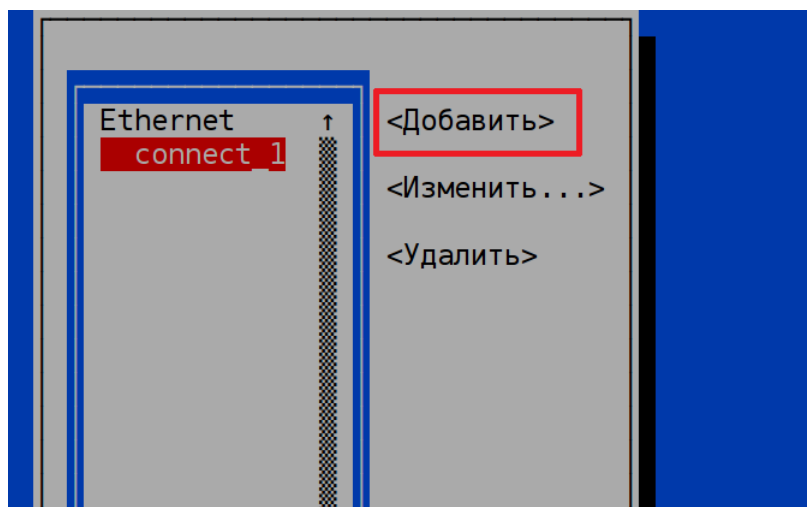 Ethernet ↑
connect_1
<Добавить>
<Изменить...>
<Удалить>